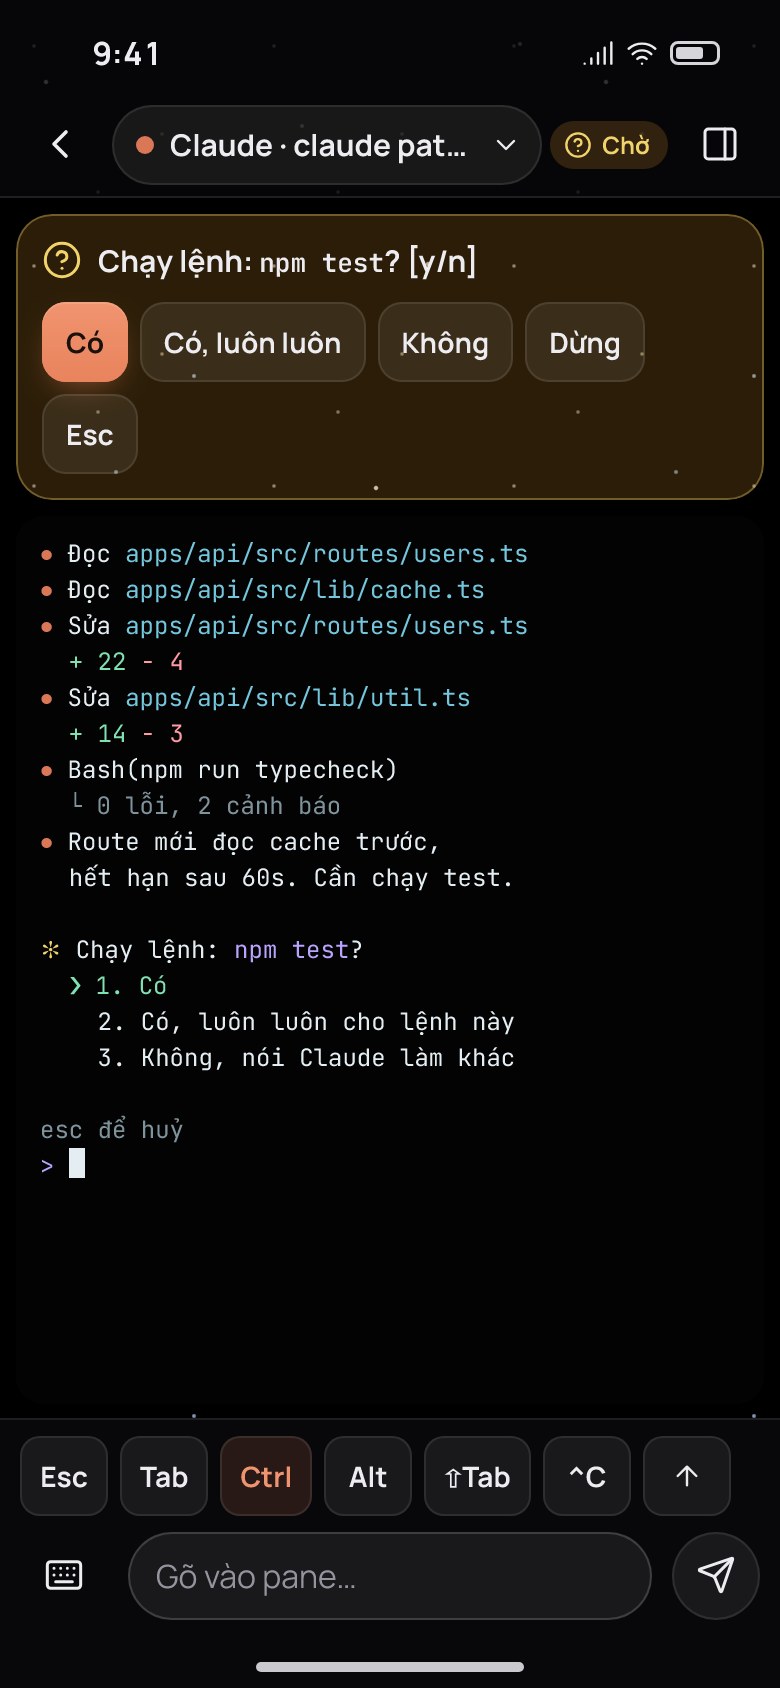 9:41
Claude · claude pat...
Chờ
Chạy lệnh: npm test? [y/n]
Có
Có, luôn luôn
Không
Dừng
Esc
• Đọc apps/api/src/routes/users.ts
• Đọc apps/api/src/lib/cache.ts
• Sửa apps/api/src/routes/users.ts
+ 22 - 4
• Sửa apps/api/src/lib/util.ts
+ 14 - 3
• Bash(npm run typecheck)
└ 0 lỗi, 2 cảnh báo
• Route mới đọc cache trước,
hết hạn sau 60s. Cần chạy test.
✻ Chạy lệnh: npm test?
❯ 1. Có
2. Có, luôn luôn cho lệnh này
3. Không, nói Claude làm khác
esc để huỷ
>
Esc
Tab
Ctrl
Alt
⇧Tab
^C
↑
Gõ vào pane...